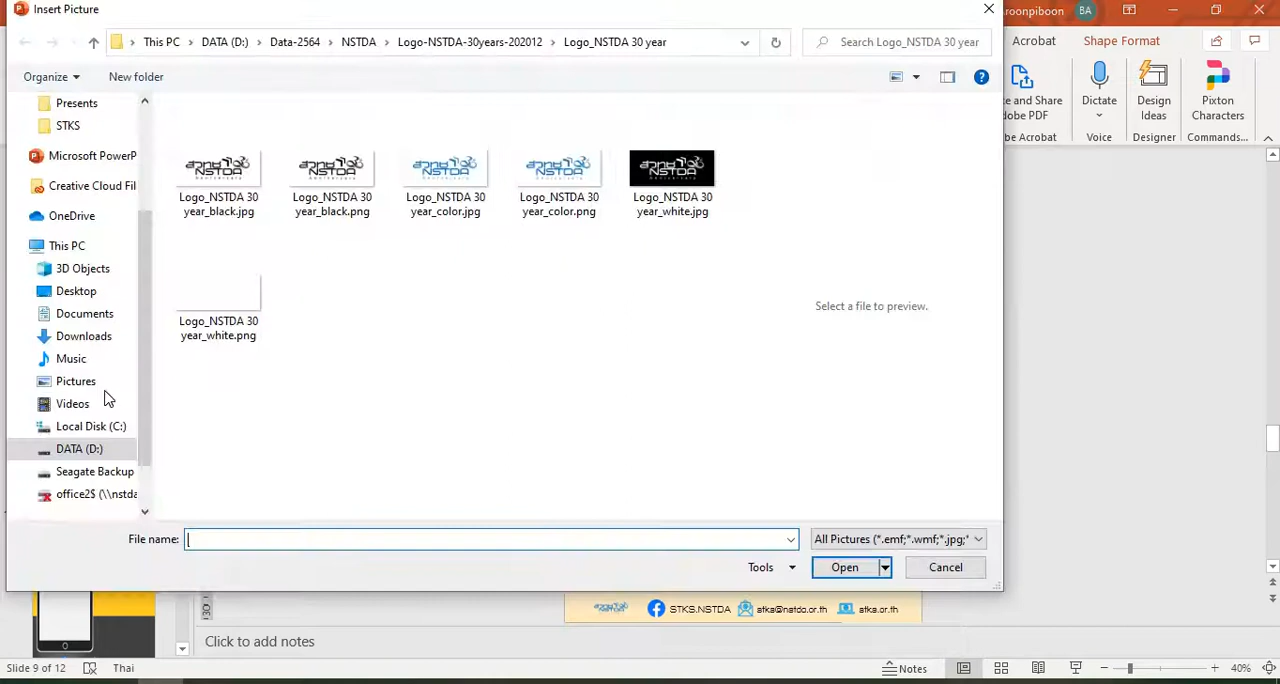 Insert Picture
.roonpiboon BA
This PC > DATA (D:) > Data-2564 > NSTDA > Logo-NSTDA-30years-202012 > Logo_NSTDA 30 year
Search Logo_NSTDA 30 year
Acrobat Shape Format
Organize New folder
Presents
STKS
Microsoft PowerP
Creative Cloud Fil
OneDrive
This PC
3D Objects
Desktop
Documents
Downloads
Music
Pictures
Videos
Local Disk (C:)
DATA (D:)
Seagate Backup
office2$ (\\nstda
NSTDA
NSTDA
NSTDA
NSTDA
NSTDA
Logo_NSTDA 30
year_black.jpg
Logo_NSTDA 30
year_black.png
Logo_NSTDA 30
year_color.jpg
Logo_NSTDA 30
year_color.png
Logo_NSTDA 30
year_white.jpg
Logo_NSTDA 30
year_white.png
Select a file to preview.
File name:
All Pictures (*.emf;*.wmf;*.jpg;*
Tools Open Cancel
e and Share
dobe PDF
e Acrobat
Dictate
Voice
Design
Ideas
Designer
Pixton
Characters
Commands...
STKS.NSTDA stks@nstda.or.th stks.or.th
Click to add notes
Slide 9 of 12 Thai Notes 40%